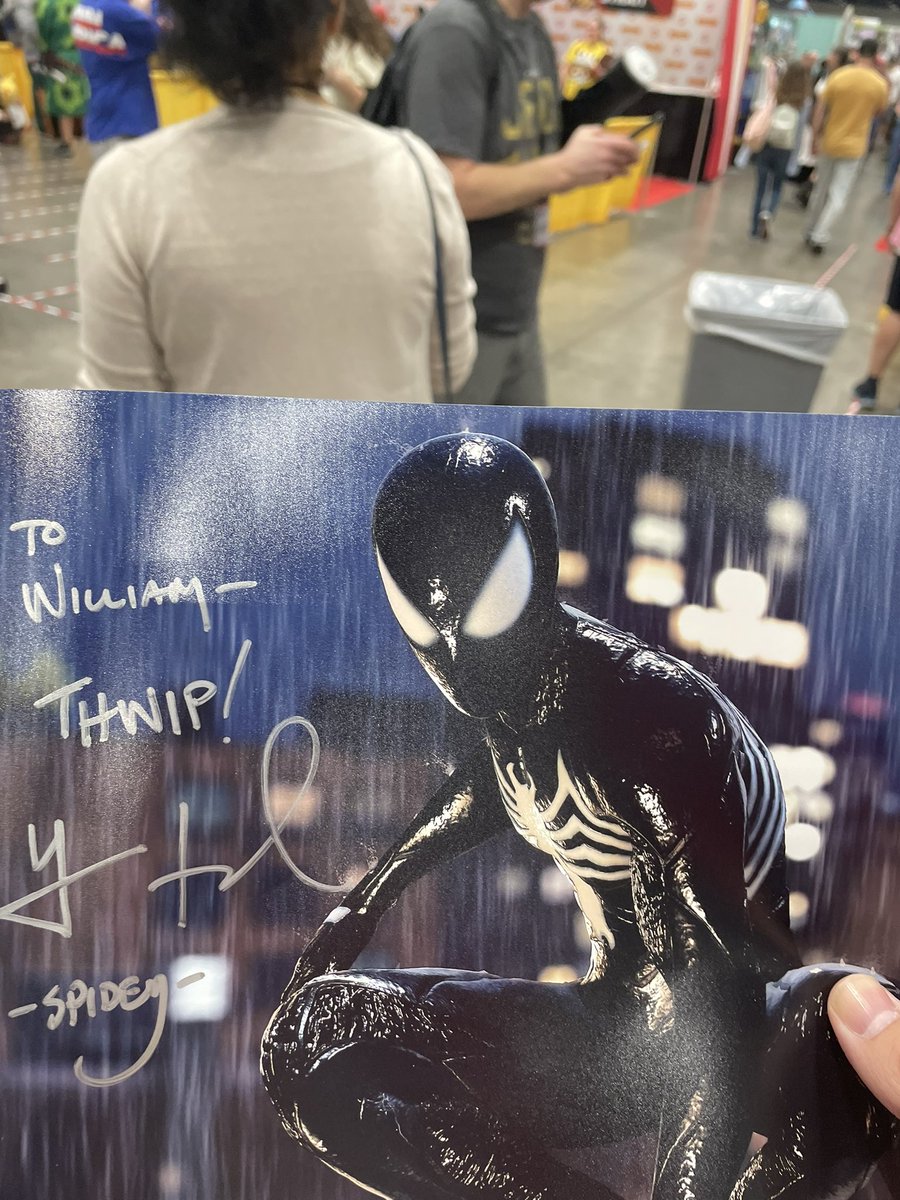 TO
WILLIAM-
THWIP!
-SPIDEY-